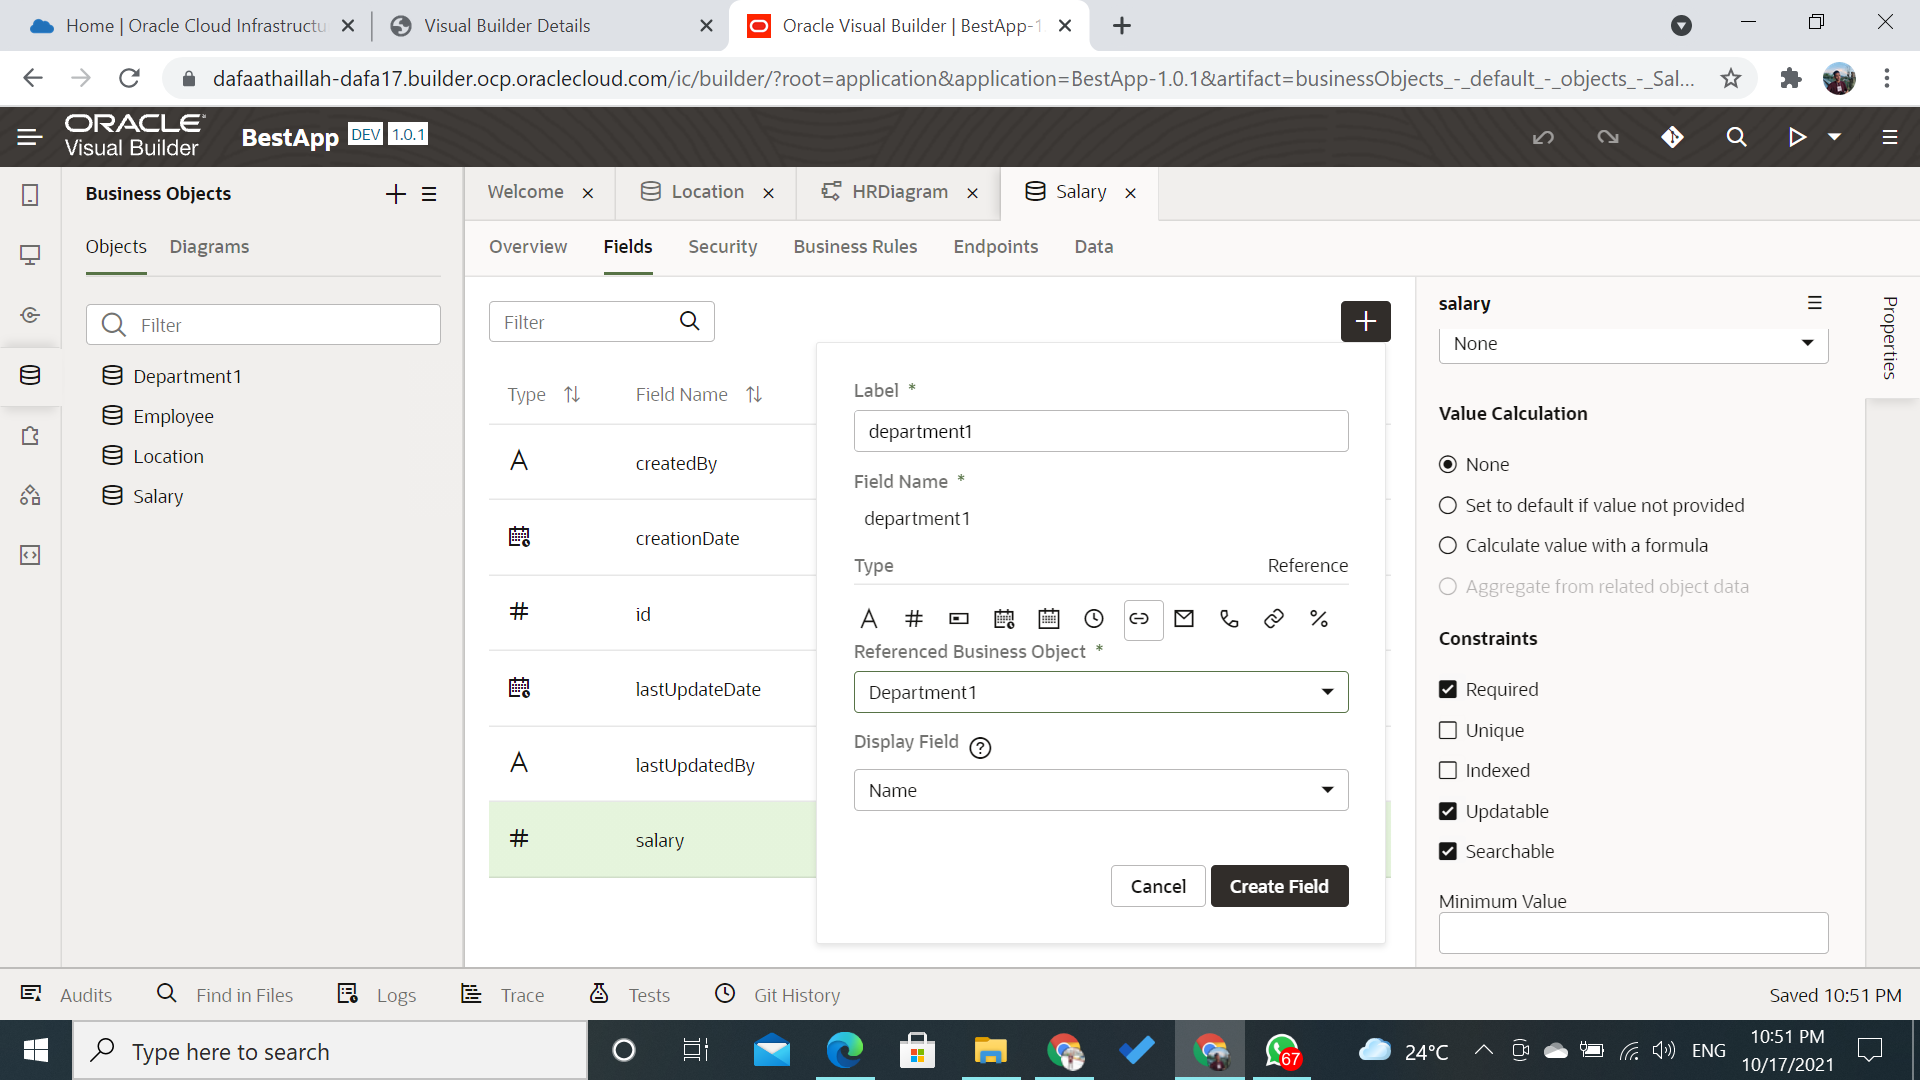 Home | Oracle Cloud Infrastructu
Visual Builder Details
Oracle Visual Builder | BestApp-1
dafaathaillah-dafa17.builder.ocp.oraclecloud.com/ic/builder/?root=application&application=BestApp-1.0.1&artifact=businessObjects_-_default_-_objects_-_Sal...
ORACLE
Visual Builder
BestApp DEV 1.0.1
Business Objects
Objects Diagrams
Filter
Department1
Employee
Location
Salary
Welcome
Location
HRDiagram
Salary
Overview Fields Security Business Rules Endpoints Data
Filter
Type Field Name
A createdBy
creationDate
# id
lastUpdateDate
A lastUpdatedBy
# salary
Label *
department1
Field Name *
department1
Type Reference
A # %
Referenced Business Object *
Department1
Display Field ?
Name
Cancel Create Field
salary
None
Value Calculation
None
Set to default if value not provided
Calculate value with a formula
Aggregate from related object data
Constraints
Required
Unique
Indexed
Updatable
Searchable
Minimum Value
Properties
Audits Find in Files Logs Trace Tests Git History Saved 10:51 PM
Type here to search
67
24°C
ENG
10:51 PM
10/17/2021